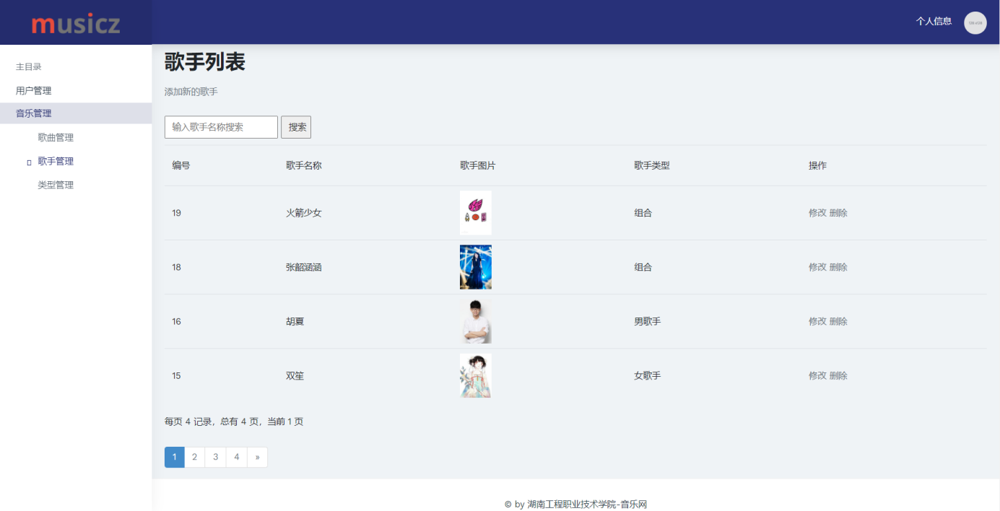 musicz
个人信息
主目录
用户管理
音乐管理
歌曲管理
歌手管理
类型管理
歌手列表
添加新的歌手
输入歌手名称搜索 搜索
编号 歌手名称 歌手图片 歌手类型 操作
19 火箭少女 组合 修改 删除
18 张韶涵涵 组合 修改 删除
16 胡夏 男歌手 修改 删除
15 双笙 女歌手 修改 删除
每页 4 记录，总有 4 页，当前 1 页
1 2 3 4 »
© by 湖南工程职业技术学院-音乐网